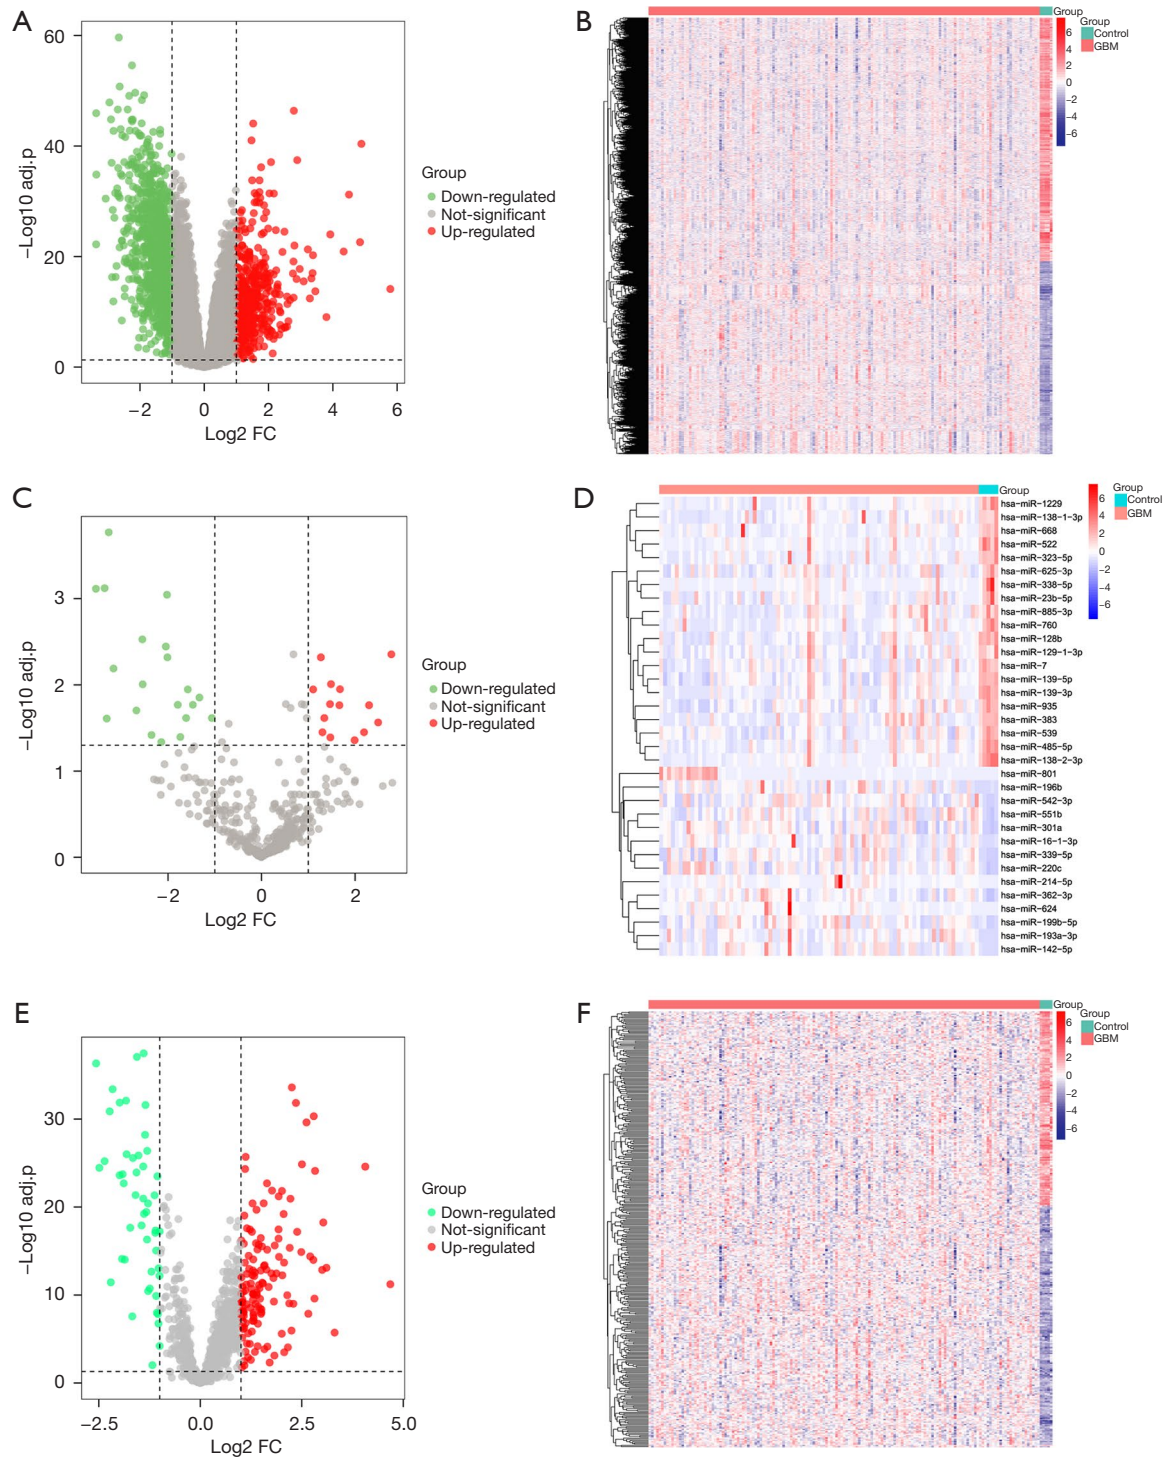 A
60
40
20
0
−2
0
2
4
6
−Log10 adj.p
Log2 FC
Group
Down-regulated
Not-significant
Up-regulated
B
Group
Group
Control
GBM
6
4
2
0
−2
−4
−6
C
3
2
1
0
−2
0
2
−Log10 adj.p
Log2 FC
Group
Down-regulated
Not-significant
Up-regulated
D
Group
hsa−miR−1229
hsa−miR−138−1−3p
hsa−miR−668
hsa−miR−522
hsa−miR−323−5p
hsa−miR−625−3p
hsa−miR−338−5p
hsa−miR−23b−5p
hsa−miR−885−3p
hsa−miR−760
hsa−miR−128b
hsa−miR−129−1−3p
hsa−miR−7
hsa−miR−139−5p
hsa−miR−139−3p
hsa−miR−935
hsa−miR−383
hsa−miR−539
hsa−miR−485−5p
hsa−miR−138−2−3p
hsa−miR−801
hsa−miR−196b
hsa−miR−542−3p
hsa−miR−551b
hsa−miR−301a
hsa−miR−16−1−3p
hsa−miR−339−5p
hsa−miR−220c
hsa−miR−214−5p
hsa−miR−362−3p
hsa−miR−624
hsa−miR−199b−5p
hsa−miR−193a−3p
hsa−miR−142−5p
Group
Control
GBM
6
4
2
0
−2
−4
−6
E
30
20
10
0
−2.5
0.0
2.5
5.0
−Log10 adj.p
Log2 FC
Group
Down-regulated
Not-significant
Up-regulated
F
Group
Group
Control
GBM
6
4
2
0
−2
−4
−6